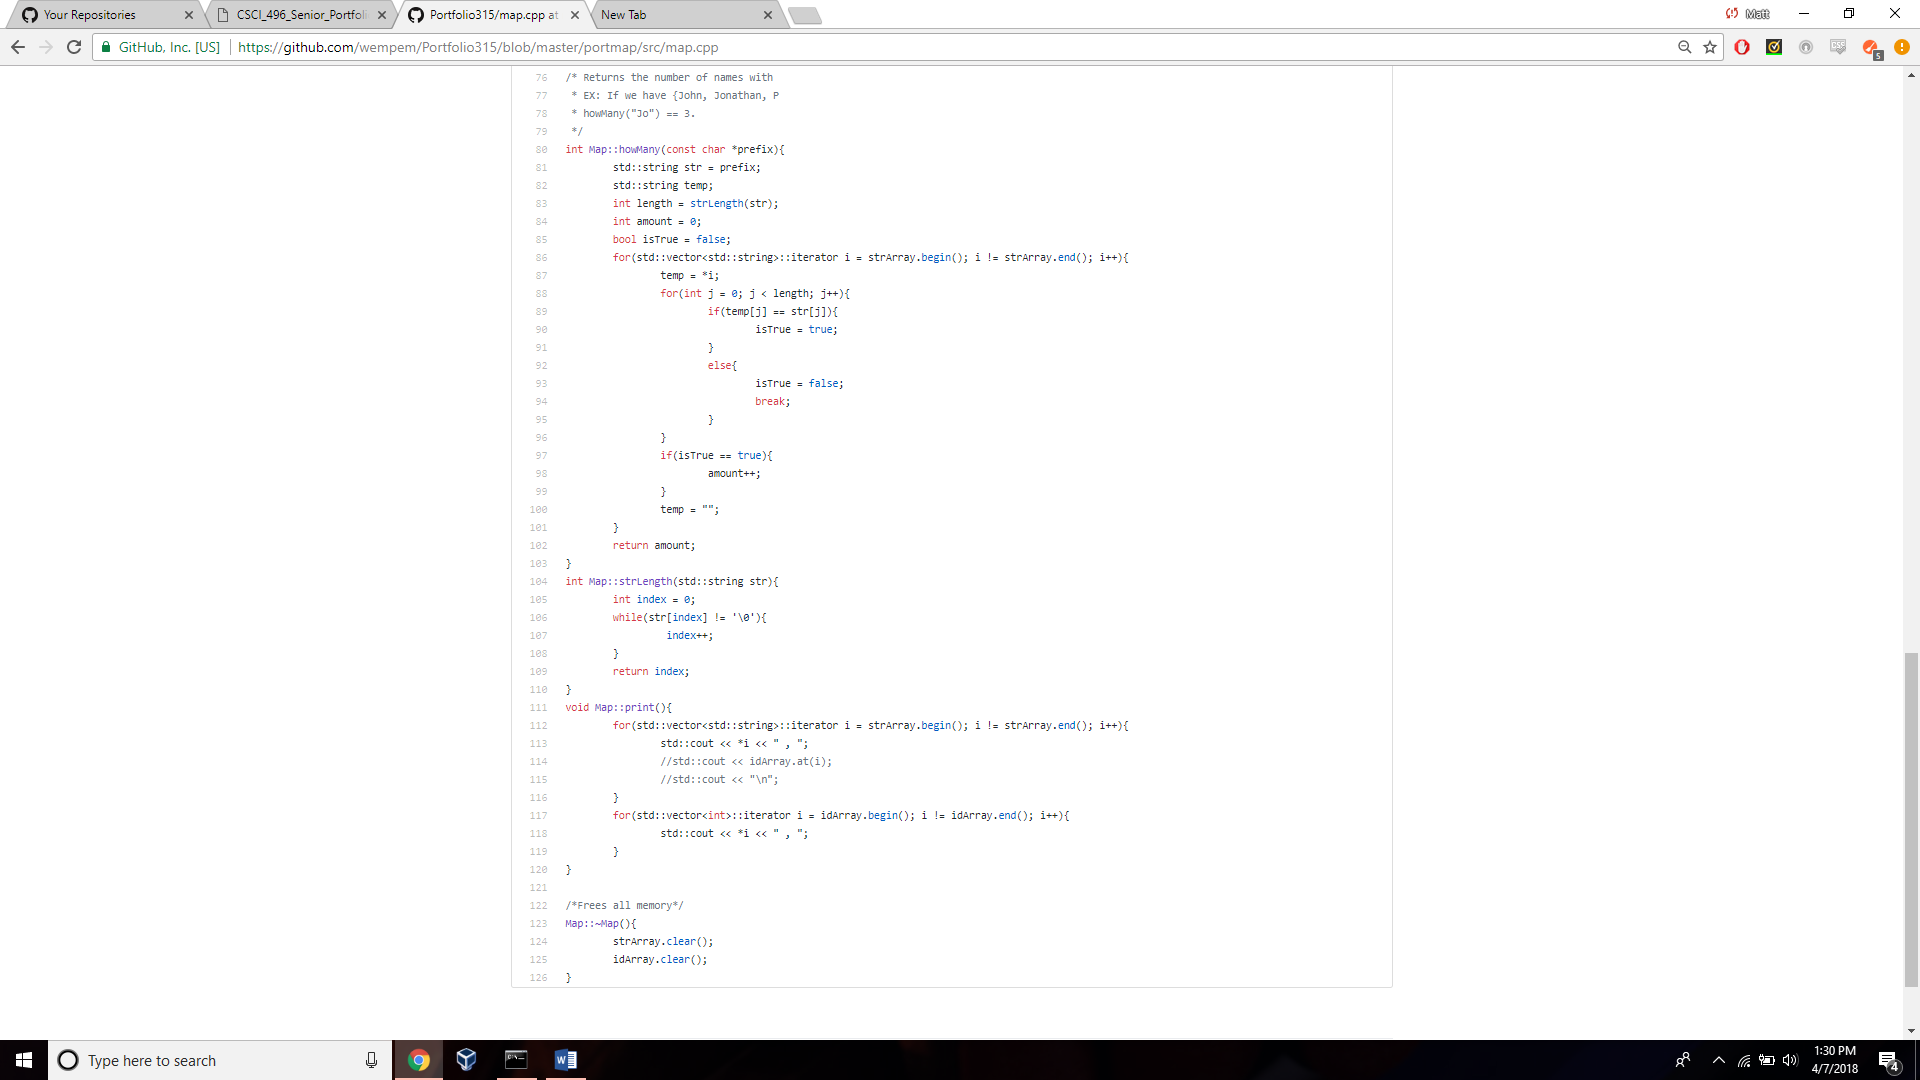 Your Repositories
CSCI_496_Senior_Portfoli
Portfolio315/map.cpp at
New Tab
Matt
GitHub, Inc. [US]
https://github.com/wempem/Portfolio315/blob/master/portmap/src/map.cpp
5
76 /* Returns the number of names with
77 * EX: If we have {John, Jonathan, P
78 * howMany("Jo") == 3.
79 */
80 int Map::howMany(const char *prefix){
81 std::string str = prefix;
82 std::string temp;
83 int length = strLength(str);
84 int amount = 0;
85 bool isTrue = false;
86 for(std::vector<std::string>::iterator i = strArray.begin(); i != strArray.end(); i++){
87 temp = *i;
88 for(int j = 0; j < length; j++){
89 if(temp[j] == str[j]){
90 isTrue = true;
91 }
92 else{
93 isTrue = false;
94 break;
95 }
96 }
97 if(isTrue == true){
98 amount++;
99 }
100 temp = "";
101 }
102 return amount;
103 }
104 int Map::strLength(std::string str){
105 int index = 0;
106 while(str[index] != '\0'){
107 index++;
108 }
109 return index;
110 }
111 void Map::print(){
112 for(std::vector<std::string>::iterator i = strArray.begin(); i != strArray.end(); i++){
113 std::cout << *i << " , ";
114 //std::cout << idArray.at(i);
115 //std::cout << "\n";
116 }
117 for(std::vector<int>::iterator i = idArray.begin(); i != idArray.end(); i++){
118 std::cout << *i << " , ";
119 }
120 }
121
122 /*Frees all memory*/
123 Map::~Map(){
124 strArray.clear();
125 idArray.clear();
126 }
Type here to search
1:30 PM
4/7/2018
4